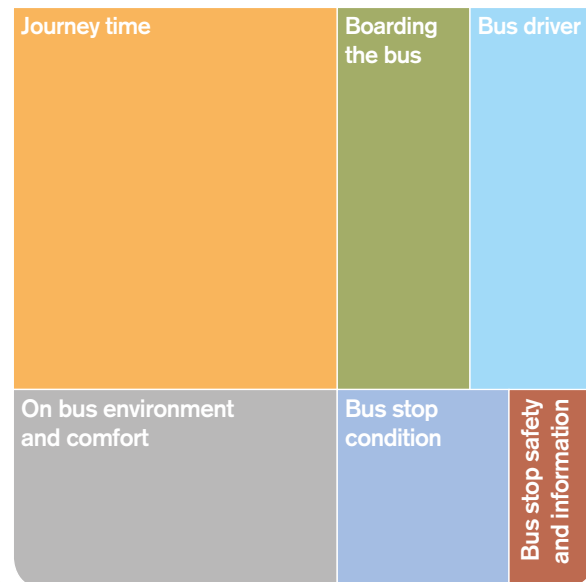 Journey time
Boarding
the bus
Bus driver
On bus environment
and comfort
Bus stop
condition
Bus stop safety
and information